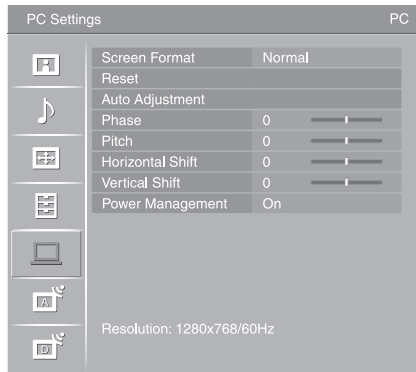 PC Settings PC
Screen Format Normal
Reset
Auto Adjustment
Phase 0
Pitch 0
Horizontal Shift 0
Vertical Shift 0
Power Management On
A
D
Resolution: 1280x768/60Hz